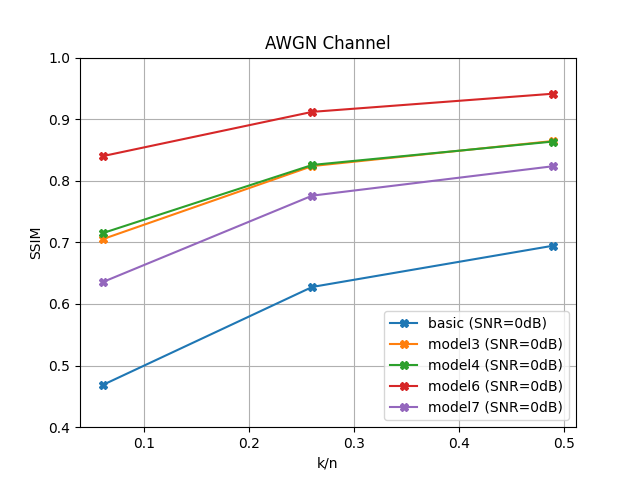 AWGN Channel
1.0
0.9
0.8
0.7
0.6
0.5
0.4
SSIM
0.1
0.2
0.3
0.4
0.5
k/n
basic (SNR=0dB)
model3 (SNR=0dB)
model4 (SNR=0dB)
model6 (SNR=0dB)
model7 (SNR=0dB)